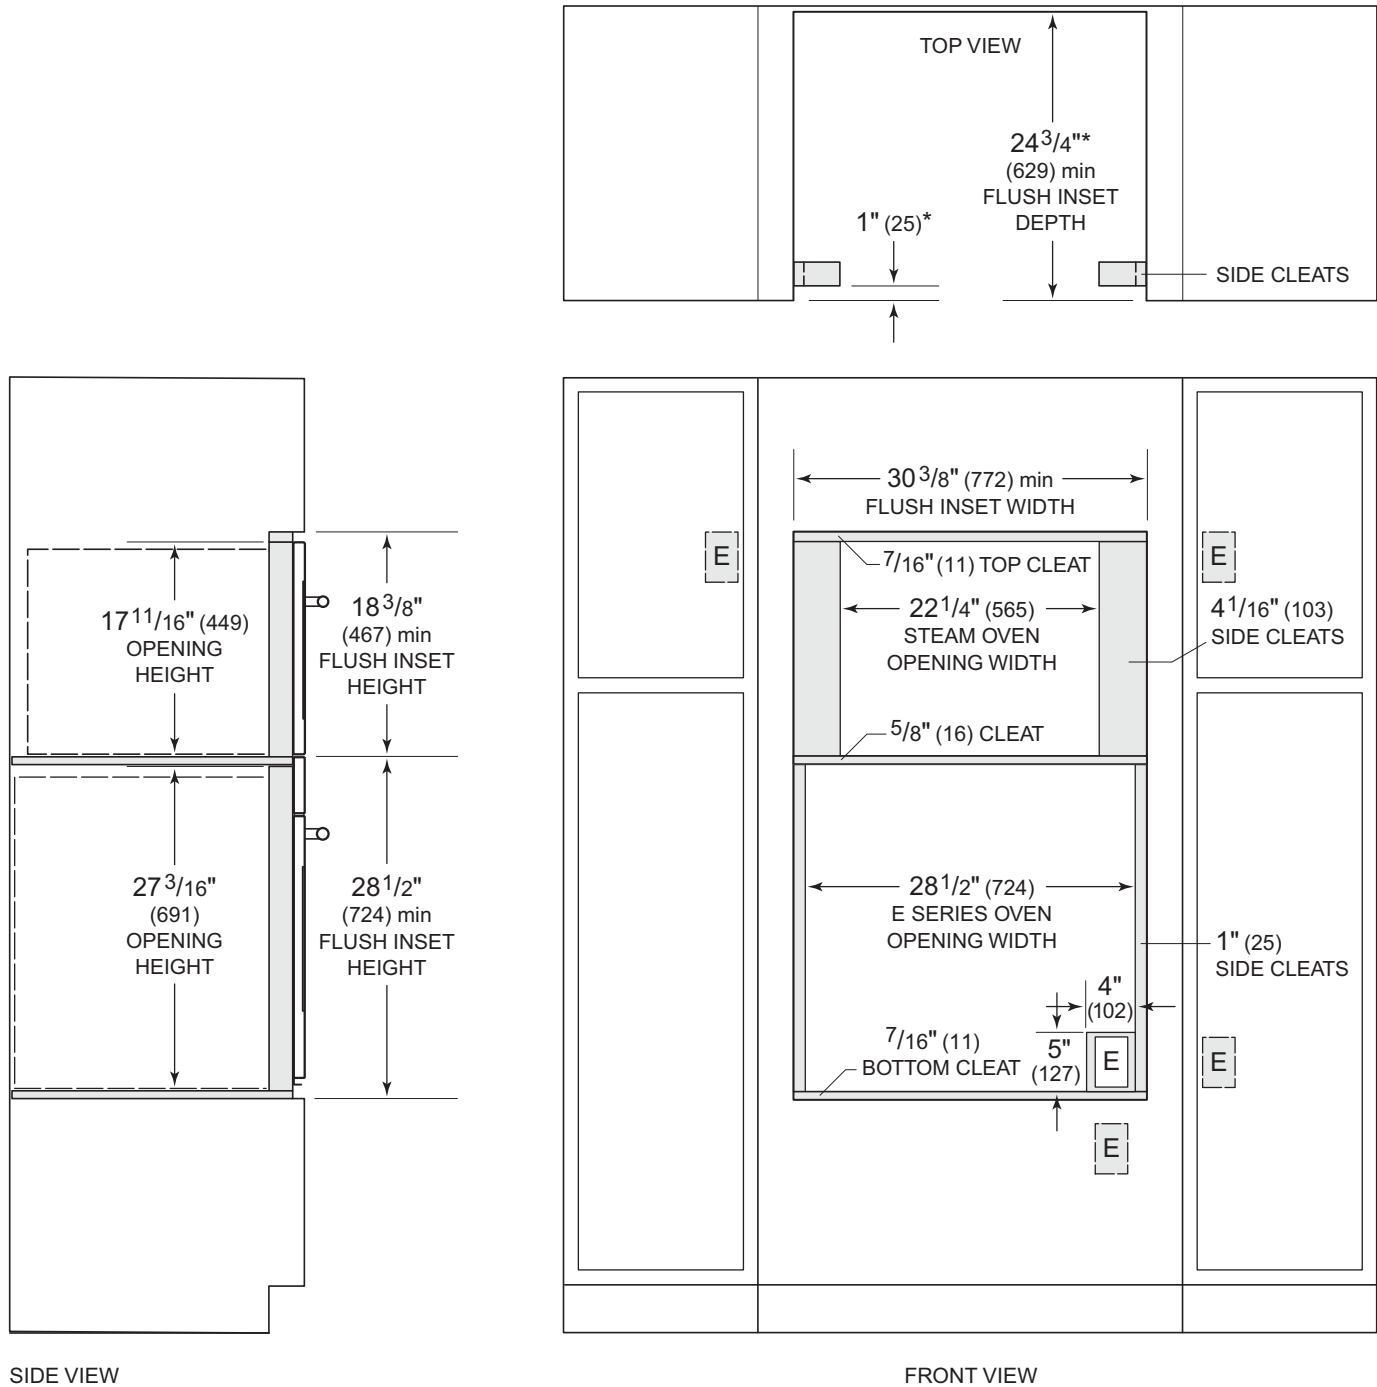 TOP VIEW
24 3/4"*
(629) min
FLUSH INSET
DEPTH
1" (25)*
SIDE CLEATS
30 3/8" (772) min
FLUSH INSET WIDTH
E
7/16" (11) TOP CLEAT
E
17 11/16" (449)
OPENING
HEIGHT
18 3/8"
(467) min
FLUSH INSET
HEIGHT
22 1/4" (565)
STEAM OVEN
OPENING WIDTH
4 1/16" (103)
SIDE CLEATS
5/8" (16) CLEAT
27 3/16"
(691)
OPENING
HEIGHT
28 1/2"
(724) min
FLUSH INSET
HEIGHT
28 1/2" (724)
E SERIES OVEN
OPENING WIDTH
1" (25)
SIDE CLEATS
4"
(102)
7/16" (11)
BOTTOM CLEAT
5"
(127)
E
E
E
SIDE VIEW
FRONT VIEW